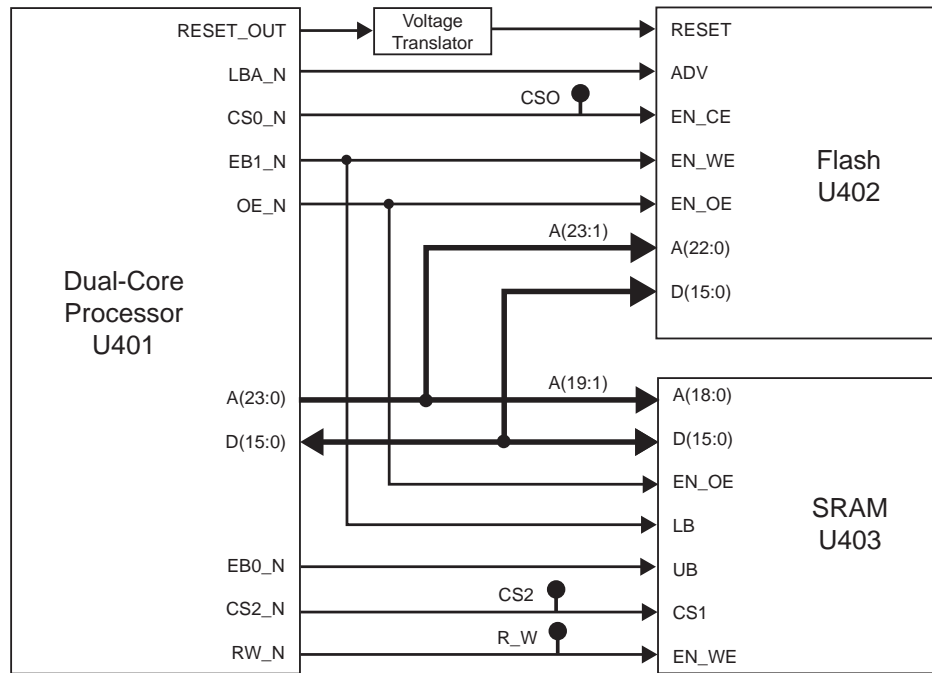 RESET_OUT
Voltage
Translator
RESET
LBA_N
ADV
CS0_N
CSO
EN_CE
EB1_N
EN_WE
Flash
U402
OE_N
EN_OE
A(23:1)
A(22:0)
D(15:0)
Dual-Core
Processor
U401
A(23:0)
A(19:1)
A(18:0)
D(15:0)
D(15:0)
EN_OE
SRAM
U403
LB
EB0_N
UB
CS2_N
CS2
CS1
RW_N
R_W
EN_WE